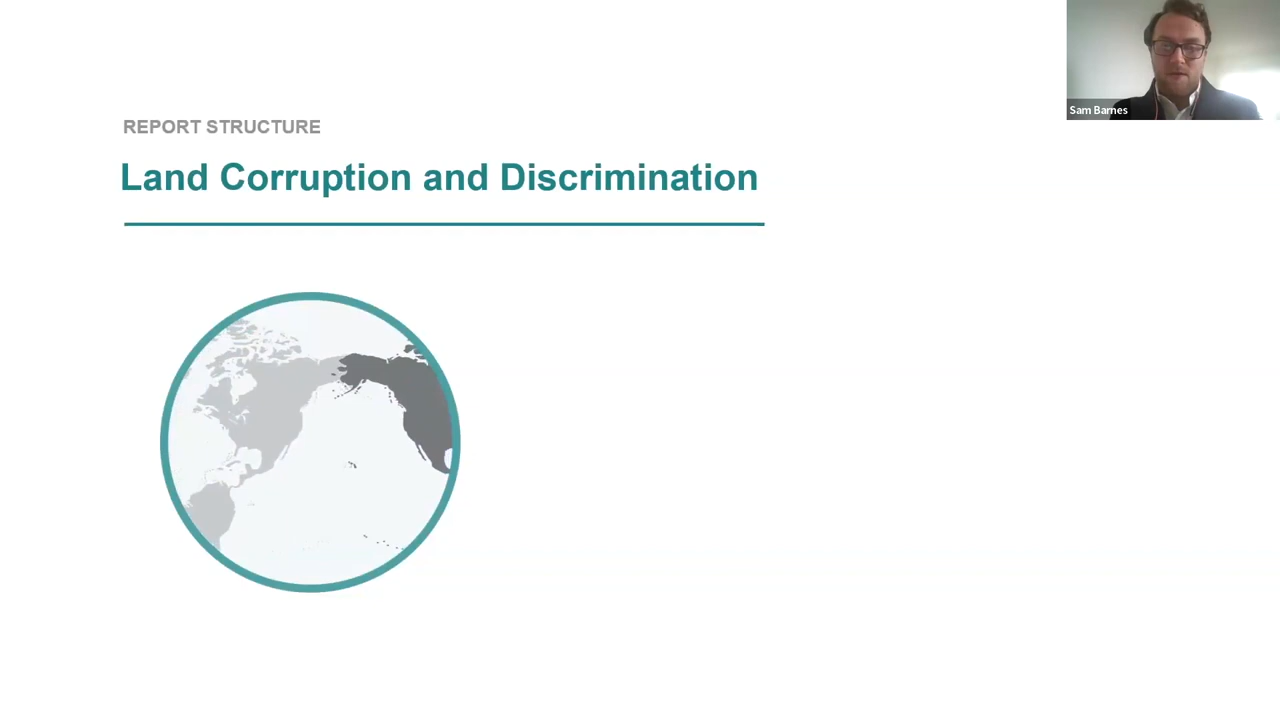 REPORT STRUCTURE
Land Corruption and Discrimination
Sam Barnes